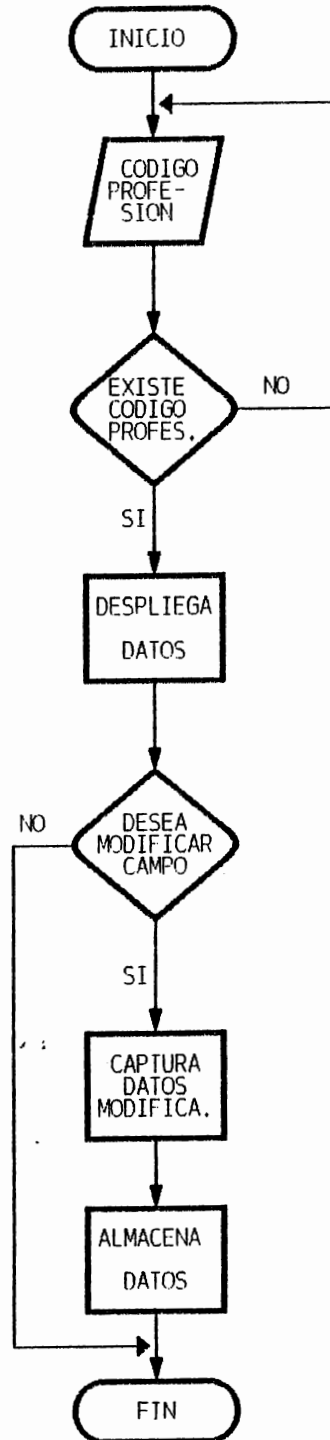 INICIO
CODIGO
PROFE-
SION
EXISTE
CODIGO
PROFES.
NO
SI
DESPLIEGA
DATOS
NO
DESEA
MODIFICAR
CAMPO
SI
CAPTURA
DATOS
MODIFICA.
ALMACENA
DATOS
FIN